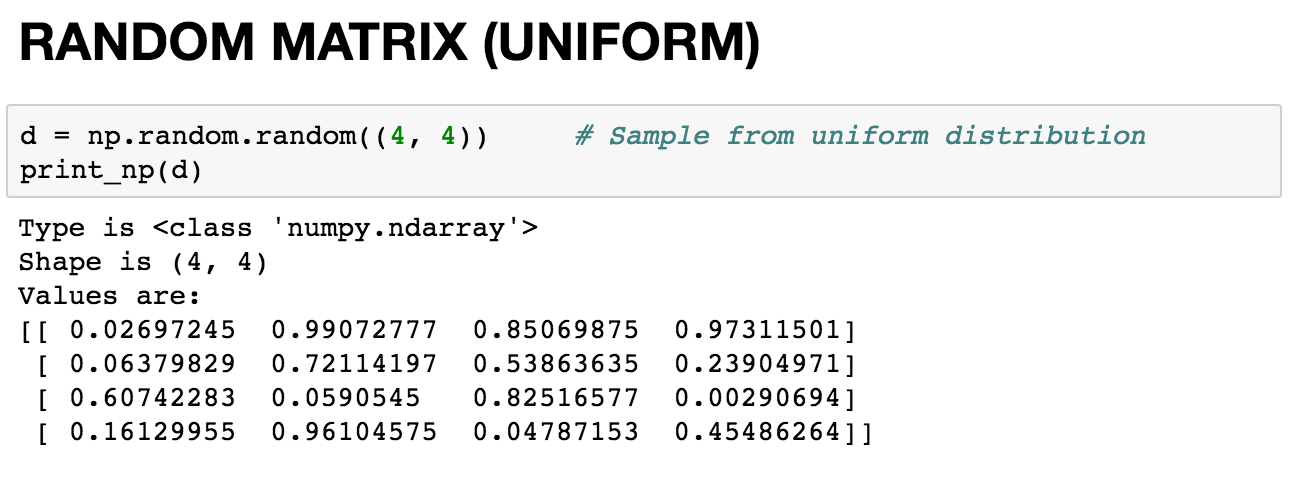 RANDOM MATRIX (UNIFORM)
d = np.random.random((4, 4))     # Sample from uniform distribution
print_np(d)
Type is <class 'numpy.ndarray'>
Shape is (4, 4)
Values are:
[[ 0.02697245  0.99072777  0.85069875  0.97311501]
 [ 0.06379829  0.72114197  0.53863635  0.23904971]
 [ 0.60742283  0.0590545   0.82516577  0.00290694]
 [ 0.16129955  0.96104575  0.04787153  0.45486264]]